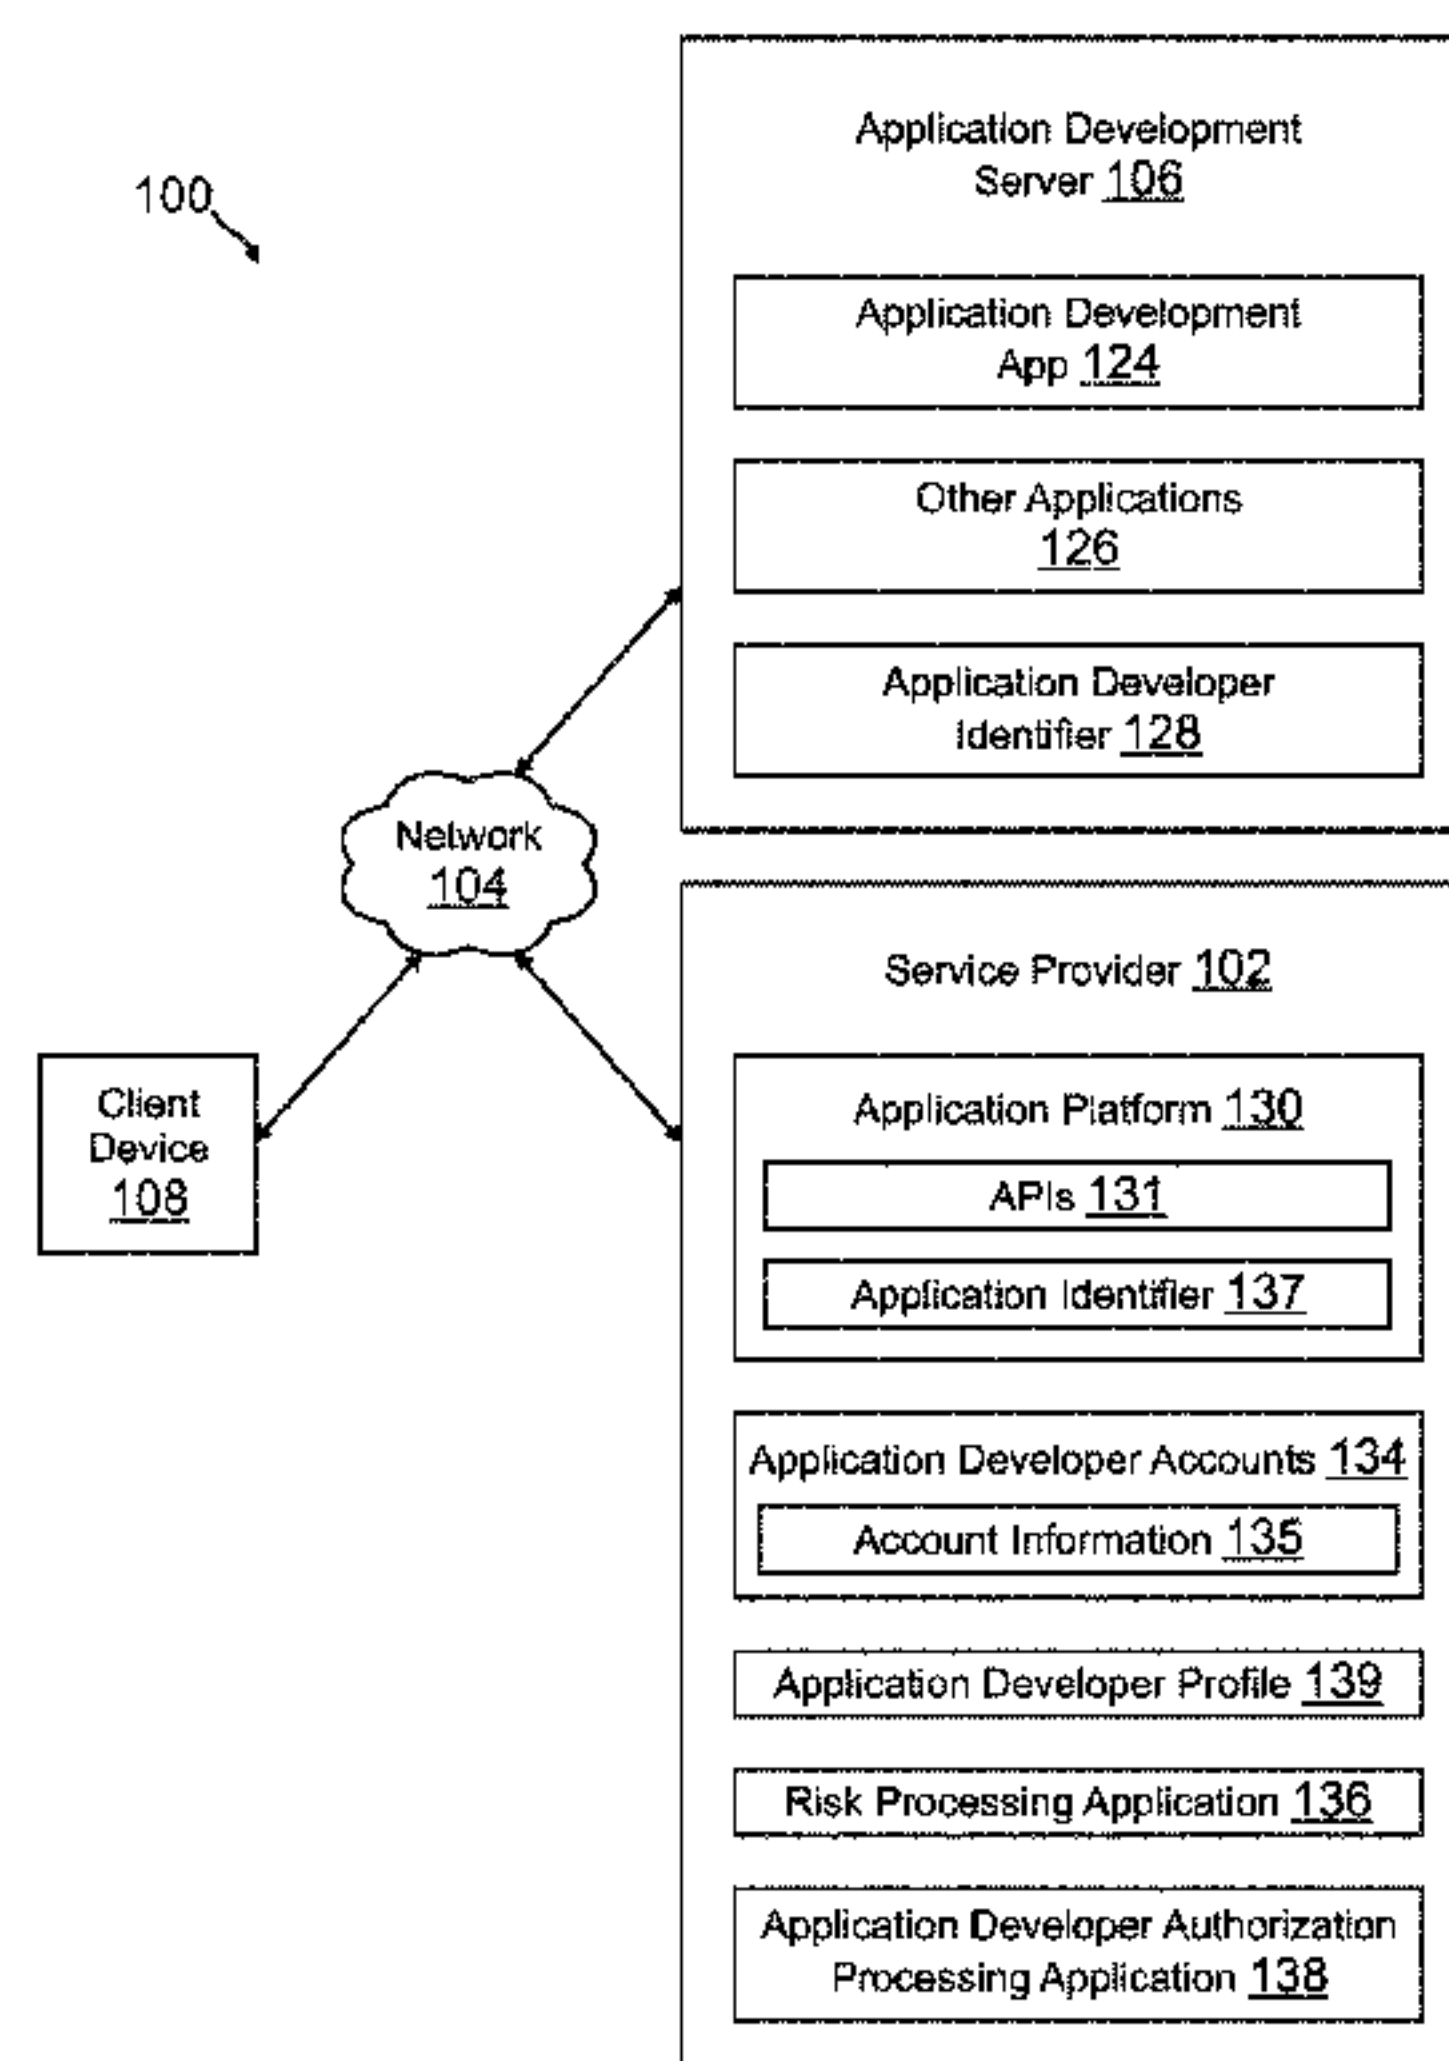 100
Application Development
Server 106
Application Development
App 124
Other Applications
126
Application Developer
Identifier 128
Network
104
Service Provider 102
Client
Device
108
Application Platform 130
APIs 131
Application Identifier 137
Application Developer Accounts 134
Account Information 135
Application Developer Profile 139
Risk Processing Application 136
Application Developer Authorization
Processing Application 138